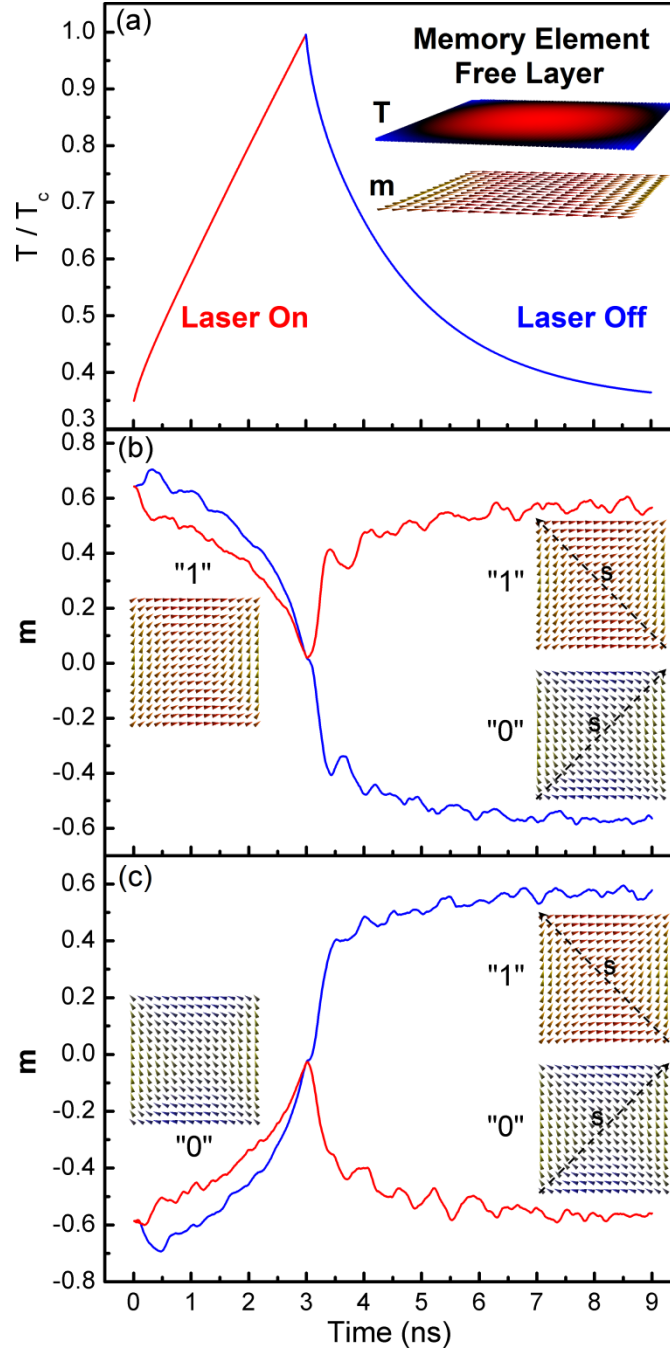 (a)
Memory Element
Free Layer
T
m
Laser On
Laser Off
T / Tc
1.0
0.9
0.8
0.7
0.6
0.5
0.4
0.3
(b)
0.8
0.6
0.4
0.2
0.0
-0.2
-0.4
-0.6
m
"1"
"1"
S
"0"
S
(c)
0.6
0.4
0.2
0.0
-0.2
-0.4
-0.6
-0.8
m
"0"
"1"
S
"0"
S
0 1 2 3 4 5 6 7 8 9
Time (ns)